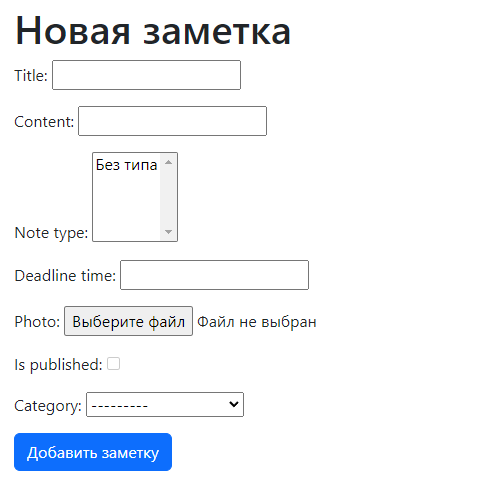 Новая заметка
Title:
Content:
Без типа
Note type:
Deadline time:
Photo: Выберите файл Файл не выбран
Is published:
Category: ---------
Добавить заметку